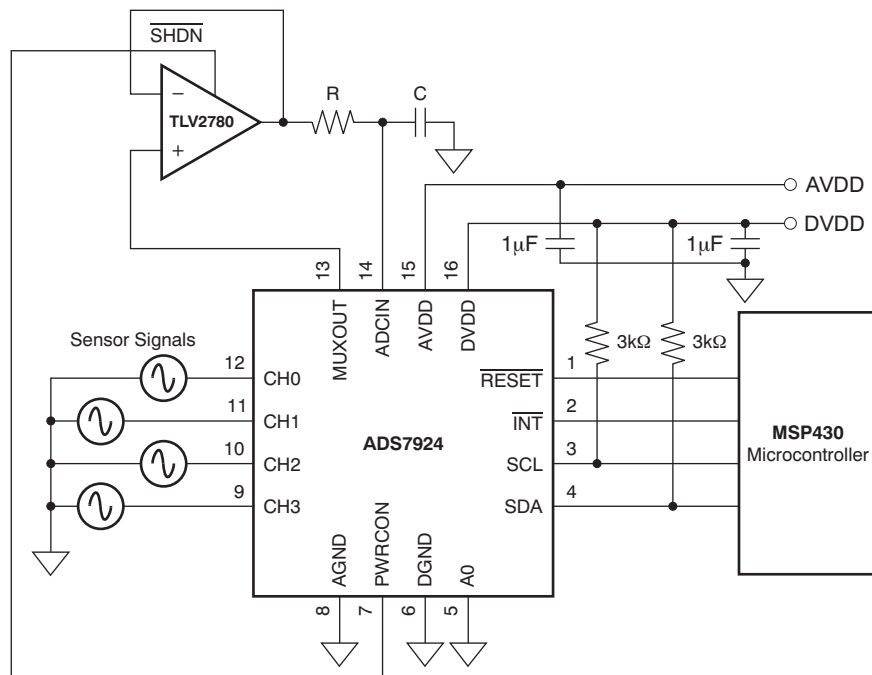 SHDN
R
C
−
TLV2780
+
AVDD
DVDD
1μF
1μF
13
14
15
16
MUXOUT
ADCIN
AVDD
DVDD
3kΩ
3kΩ
Sensor Signals
12
CH0
11
CH1
10
CH2
9
CH3
ADS7924
RESET
1
INT
2
SCL
3
SDA
4
MSP430
Microcontroller
AGND
PWRCON
DGND
A0
8
7
6
5